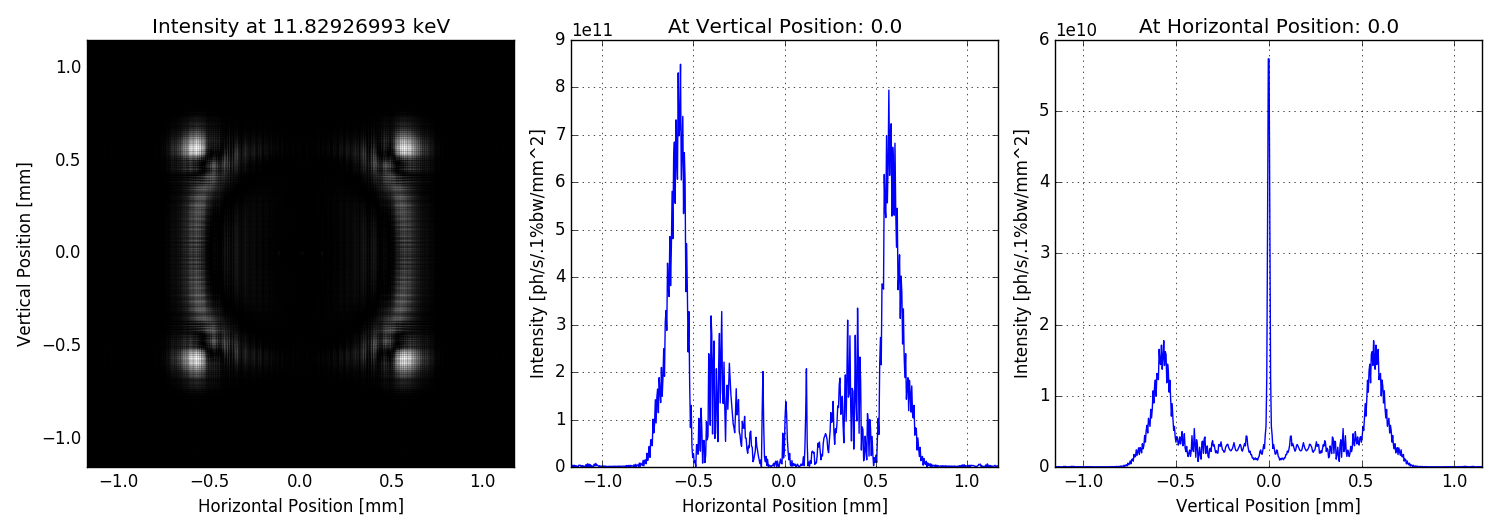 Intensity at 11.82926993 keV
1.0
0.5
0.0
−0.5
−1.0
Vertical Position [mm]
−1.0 −0.5 0.0 0.5 1.0
Horizontal Position [mm]
At Vertical Position: 0.0
1e11
9
8
7
6
5
4
3
2
1
0
Intensity [ph/s/.1%bw/mm^2]
−1.0 −0.5 0.0 0.5 1.0
Horizontal Position [mm]
At Horizontal Position: 0.0
1e10
6
5
4
3
2
1
0
Intensity [ph/s/.1%bw/mm^2]
−1.0 −0.5 0.0 0.5 1.0
Vertical Position [mm]